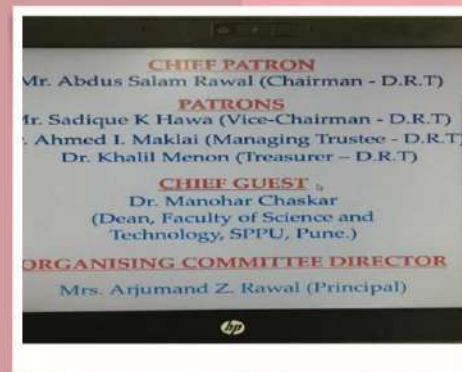 CHIEF PATRON
Mr. Abdus Salam Rawal (Chairman - D.R.T)
PATRONS
Mr. Sadique K Hawa (Vice-Chairman - D.R.T)
. Ahmed I. Maklai (Managing Trustee - D.R.T)
Dr. Khalil Menon (Treasurer – D.R.T)
CHIEF GUEST
Dr. Manohar Chaskar
(Dean, Faculty of Science and
Technology, SPPU, Pune.)
ORGANISING COMMITTEE DIRECTOR
Mrs. Arjumand Z. Rawal (Principal)
hp